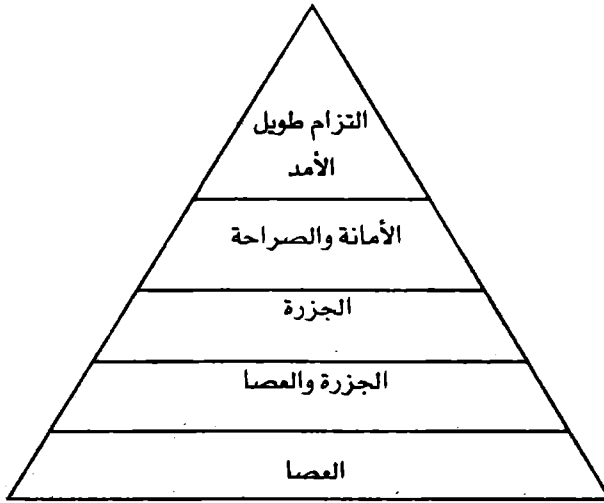 التزام طويل
الأمد
الأمانة والصراحة
الجزرة
الجزرة والعصا
العصا